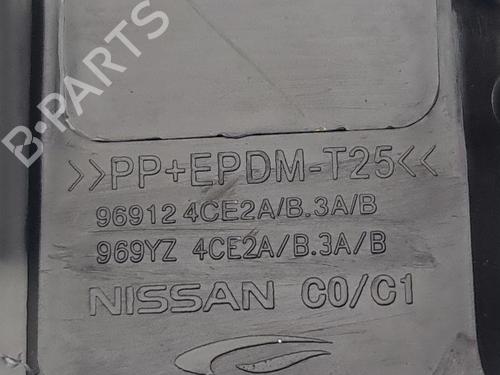 B-PARTS
>>PP+EPDM-T25<<
96912 4CE2A/B.3A/B
969YZ 4CE2A/B.3A/B
NISSAN C0/C1